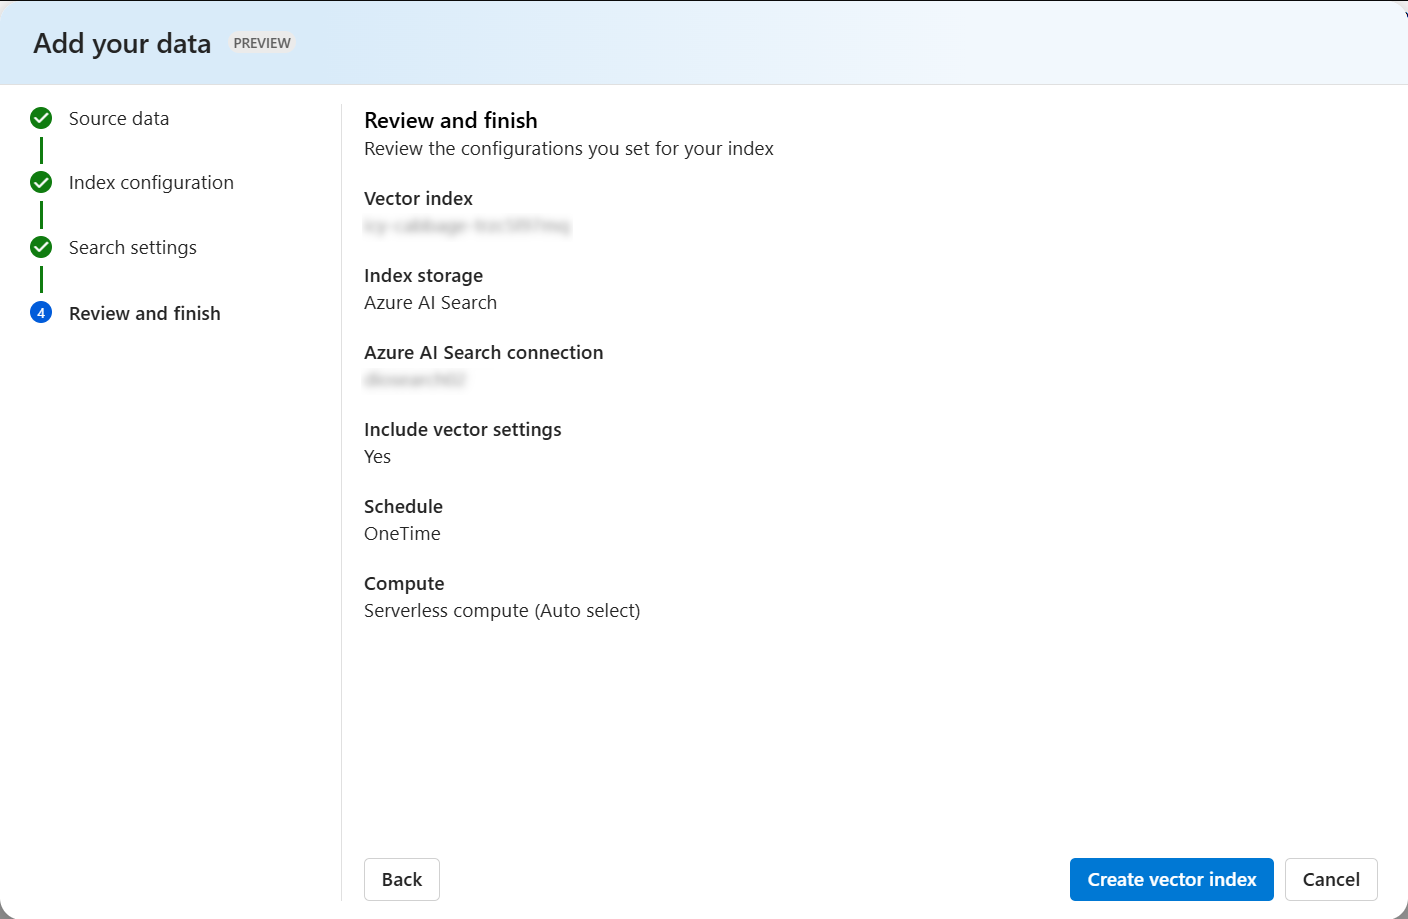 Add your data PREVIEW
Source data
Index configuration
Search settings
4 Review and finish
Review and finish
Review the configurations you set for your index
Vector index
Index storage
Azure AI Search
Azure AI Search connection
Include vector settings
Yes
Schedule
OneTime
Compute
Serverless compute (Auto select)
Back
Create vector index
Cancel